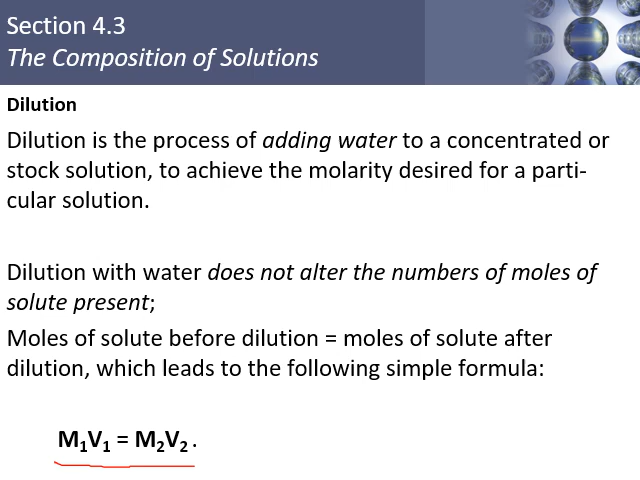 Section 4.3
The Composition of Solutions
Dilution
Dilution is the process of adding water to a concentrated or
stock solution, to achieve the molarity desired for a parti-
cular solution.
Dilution with water does not alter the numbers of moles of
solute present;
Moles of solute before dilution = moles of solute after
dilution, which leads to the following simple formula:
M₁V₁ = M₂V₂ .